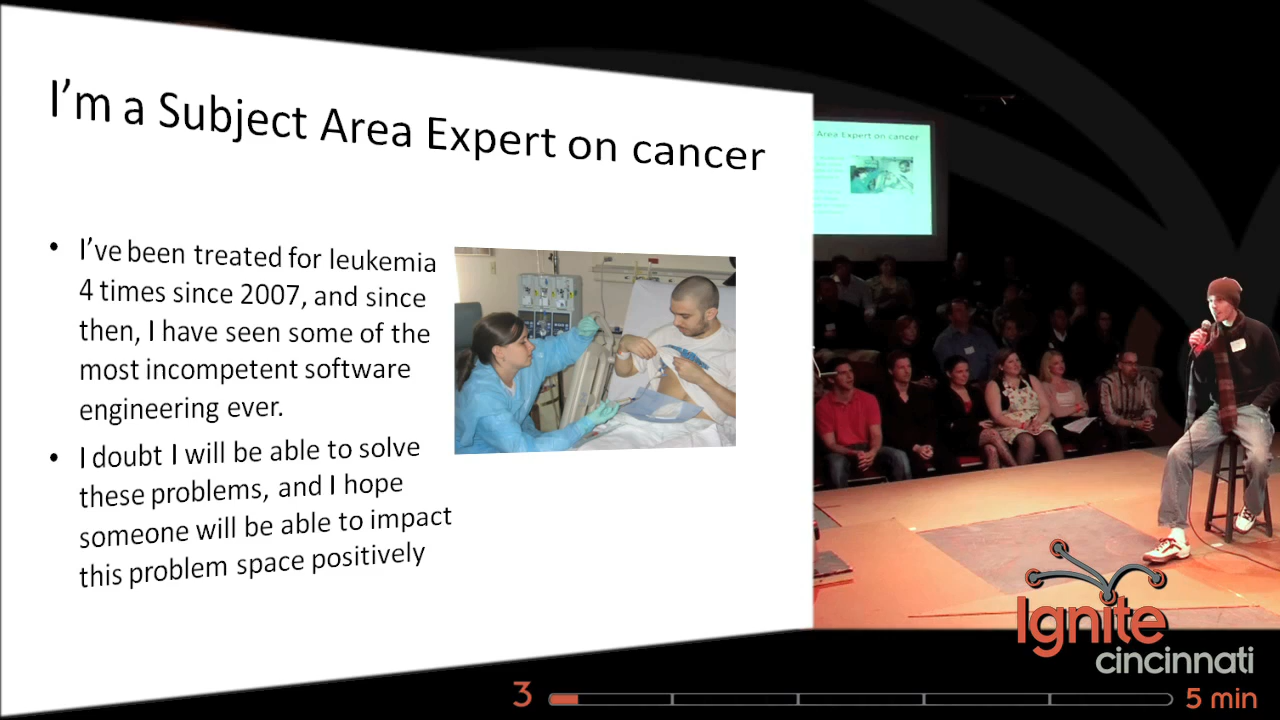 I'm a Subject Area Expert on cancer
• I've been treated for leukemia
4 times since 2007, and since
then, I have seen some of the
most incompetent software
engineering ever.
• I doubt I will be able to solve
these problems, and I hope
someone will be able to impact
this problem space positively
Area Expert on cancer
Ignite
cincinnati
3
5 min